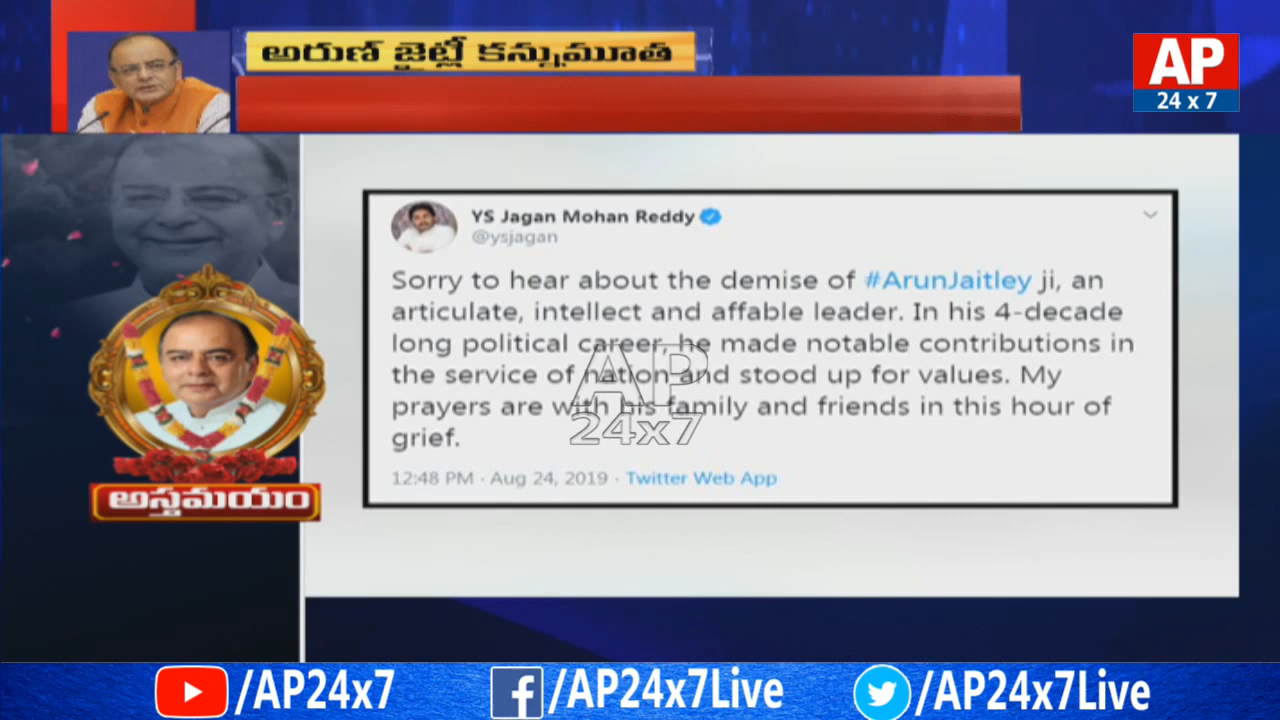 అరుణ్ జైట్లీ కన్నుమూత
AP
24 x 7
YS Jagan Mohan Reddy
@ysjagan
Sorry to hear about the demise of #ArunJaitley ji, an
articulate, intellect and affable leader. In his 4-decade
long political career, he made notable contributions in
the service of nation and stood up for values. My
prayers are with his family and friends in this hour of
grief.
12:48 PM · Aug 24, 2019 · Twitter Web App
AP
24x7
అస్తమయం
/AP24x7
/AP24x7Live
/AP24x7Live